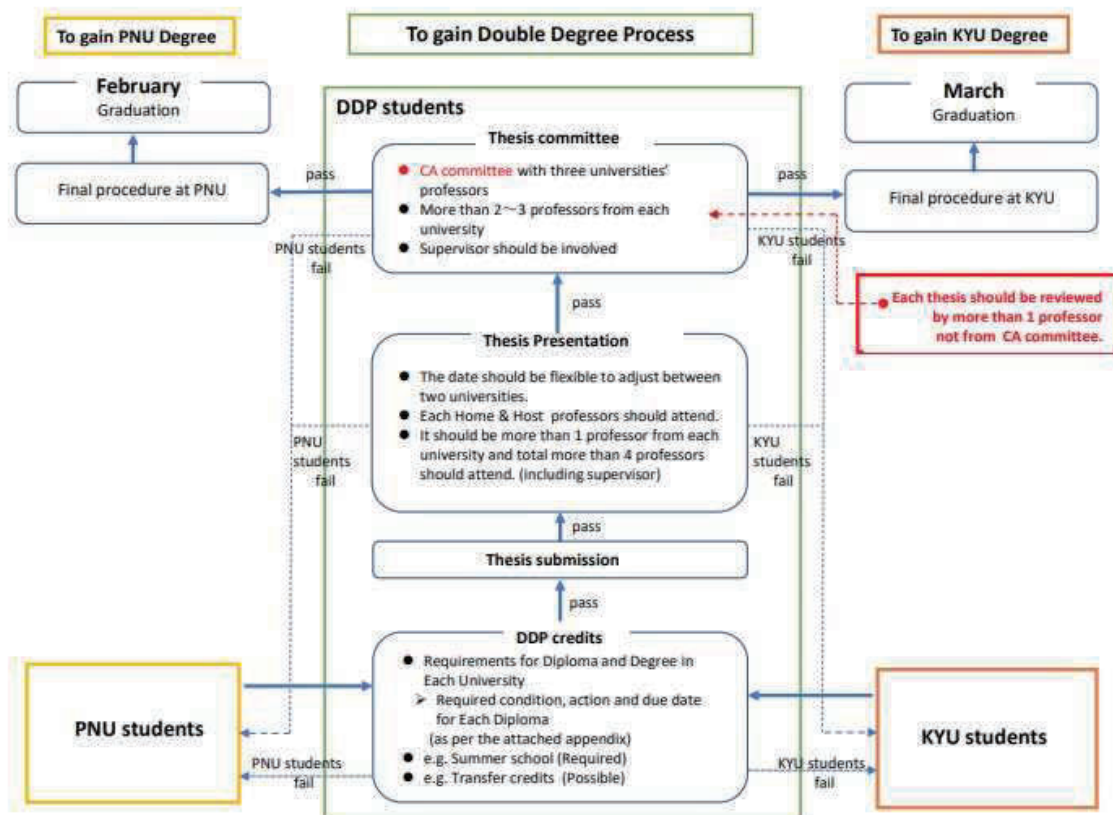 To gain PNU Degree
To gain Double Degree Process
To gain KYU Degree
February
Graduation
Final procedure at PNU
pass
DDP students
Thesis committee
● CA committee with three universities'
professors
● More than 2～3 professors from each
university
● Supervisor should be involved
pass
March
Graduation
Final procedure at KYU
PNU students
fail
KYU students
fail
Each thesis should be reviewed
by more than 1 professor
not from CA committee.
pass
Thesis Presentation
● The date should be flexible to adjust between
two universities.
● Each Home & Host professors should attend.
● It should be more than 1 professor from each
university and total more than 4 professors
should attend. (including supervisor)
PNU
students
fail
KYU
students
fail
pass
Thesis submission
pass
DDP credits
● Requirements for Diploma and Degree in
Each University
➢ Required condition, action and due date
for Each Diploma
(as per the attached appendix)
● e.g. Summer school (Required)
● e.g. Transfer credits (Possible)
PNU students
PNU students
fail
KYU students
fail
KYU students